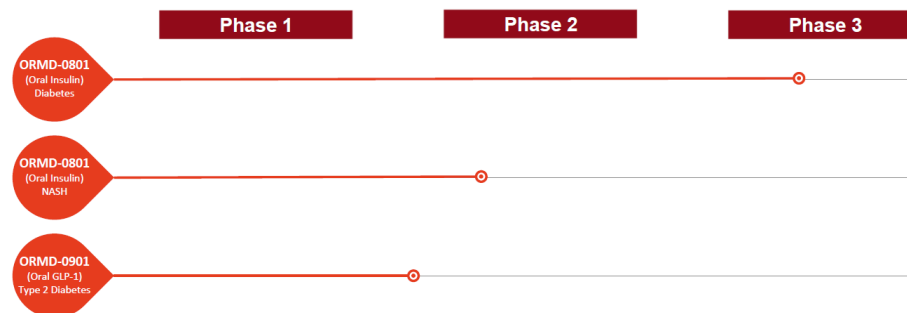 Phase 1
Phase 2
Phase 3
ORMD-0801
(Oral Insulin)
Diabetes
ORMD-0801
(Oral Insulin)
NASH
ORMD-0901
(Oral GLP-1)
Type 2 Diabetes